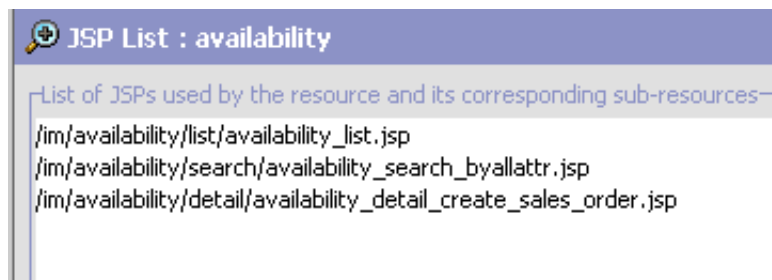 JSP List : availability
List of JSPs used by the resource and its corresponding sub-resources
/im/availability/list/availability_list.jsp
/im/availability/search/availability_search_byallattr.jsp
/im/availability/detail/availability_detail_create_sales_order.jsp